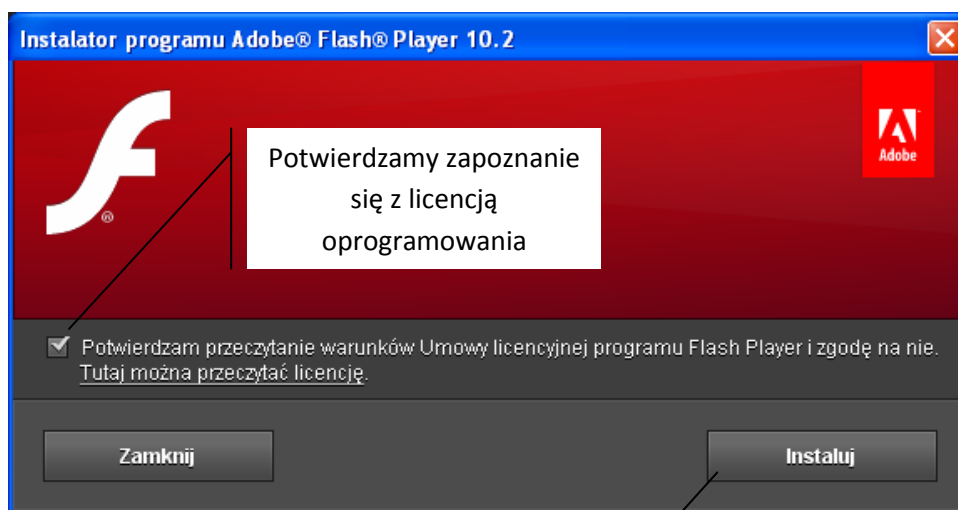 Instalator programu Adobe® Flash® Player 10.2
Adobe
Potwierdzamy zapoznanie
się z licencją
oprogramowania
®
Potwierdzam przeczytanie warunków Umowy licencyjnej programu Flash Player i zgodę na nie.
Tutaj można przeczytać licencję.
Zamknij
Instaluj